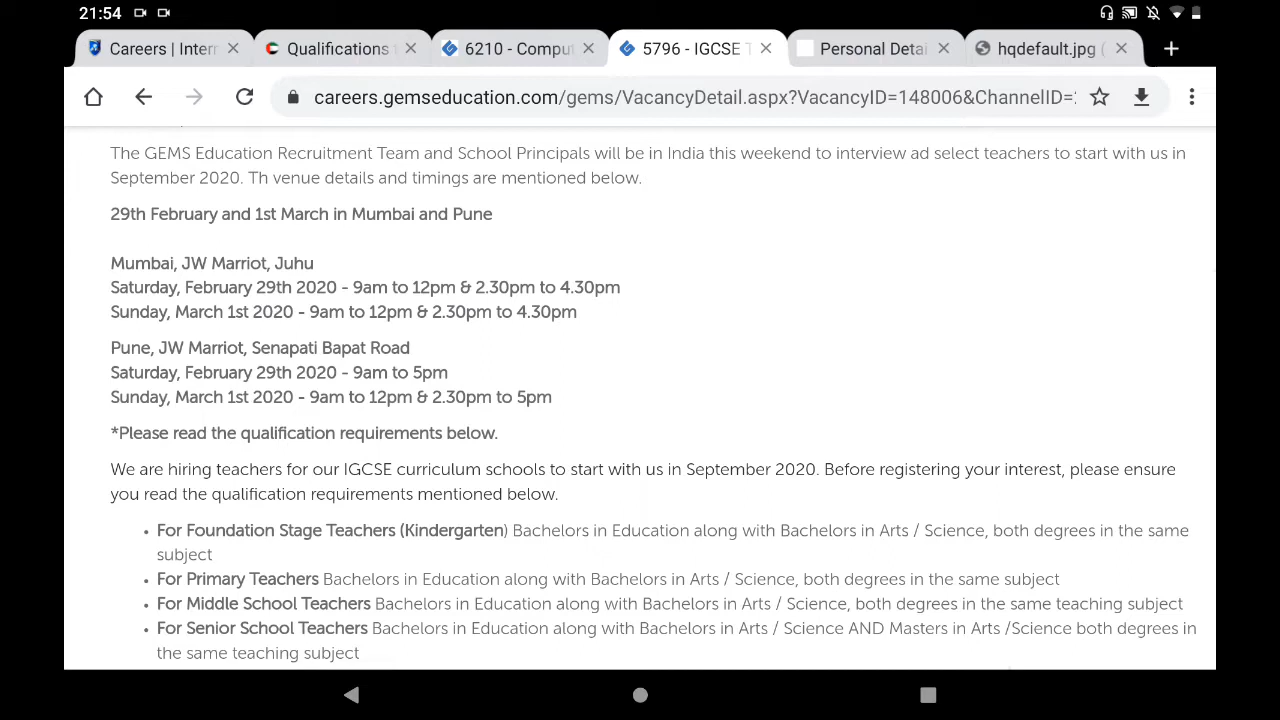 21:54
Careers | Inter
Qualifications
6210 - Comput
5796 - IGCSE T
Personal Detai
hqdefault.jpg (
careers.gemseducation.com/gems/VacancyDetail.aspx?VacancyID=148006&ChannelID=
The GEMS Education Recruitment Team and School Principals will be in India this weekend to interview ad select teachers to start with us in
September 2020. Th venue details and timings are mentioned below.
29th February and 1st March in Mumbai and Pune
Mumbai, JW Marriot, Juhu
Saturday, February 29th 2020 - 9am to 12pm & 2.30pm to 4.30pm
Sunday, March 1st 2020 - 9am to 12pm & 2.30pm to 4.30pm
Pune, JW Marriot, Senapati Bapat Road
Saturday, February 29th 2020 - 9am to 5pm
Sunday, March 1st 2020 - 9am to 12pm & 2.30pm to 5pm
*Please read the qualification requirements below.
We are hiring teachers for our IGCSE curriculum schools to start with us in September 2020. Before registering your interest, please ensure
you read the qualification requirements mentioned below.
• For Foundation Stage Teachers (Kindergarten) Bachelors in Education along with Bachelors in Arts / Science, both degrees in the same
subject
• For Primary Teachers Bachelors in Education along with Bachelors in Arts / Science, both degrees in the same subject
• For Middle School Teachers Bachelors in Education along with Bachelors in Arts / Science, both degrees in the same teaching subject
• For Senior School Teachers Bachelors in Education along with Bachelors in Arts / Science AND Masters in Arts /Science both degrees in
the same teaching subject